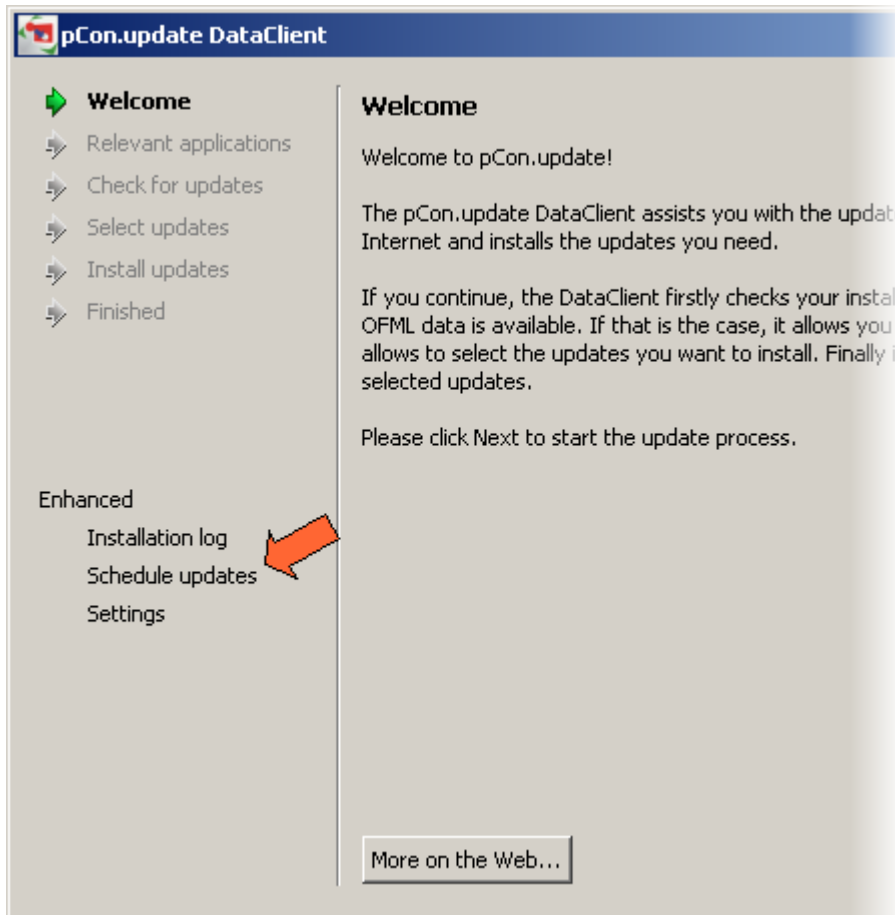 pCon.update DataClient
Welcome
Relevant applications
Check for updates
Select updates
Install updates
Finished
Enhanced
Installation log
Schedule updates
Settings
Welcome
Welcome to pCon.update!
The pCon.update DataClient assists you with the updat
Internet and installs the updates you need.
If you continue, the DataClient firstly checks your instal
OFML data is available. If that is the case, it allows you
allows to select the updates you want to install. Finally i
selected updates.
Please click Next to start the update process.
More on the Web...